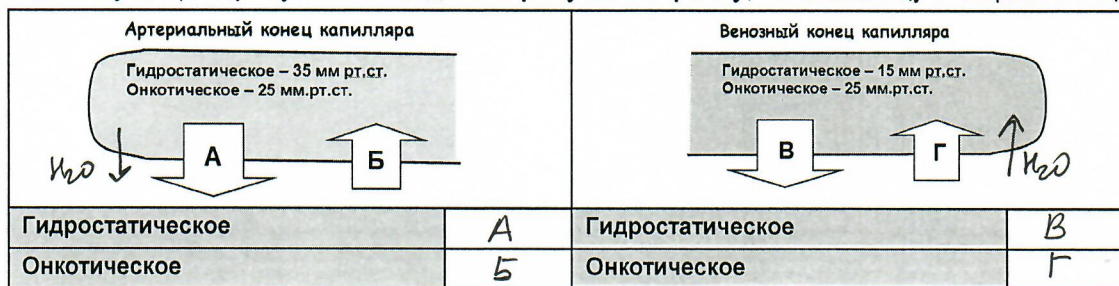 Артериальный конец капилляра
Гидростатическое – 35 мм рт.ст.
Онкотическое – 25 мм.рт.ст.
А
Б
H₂O
Венозный конец капилляра
Гидростатическое – 15 мм рт.ст.
Онкотическое – 25 мм.рт.ст.
В
Г
H₂O
Гидростатическое А Гидростатическое В
Онкотическое Б Онкотическое Г